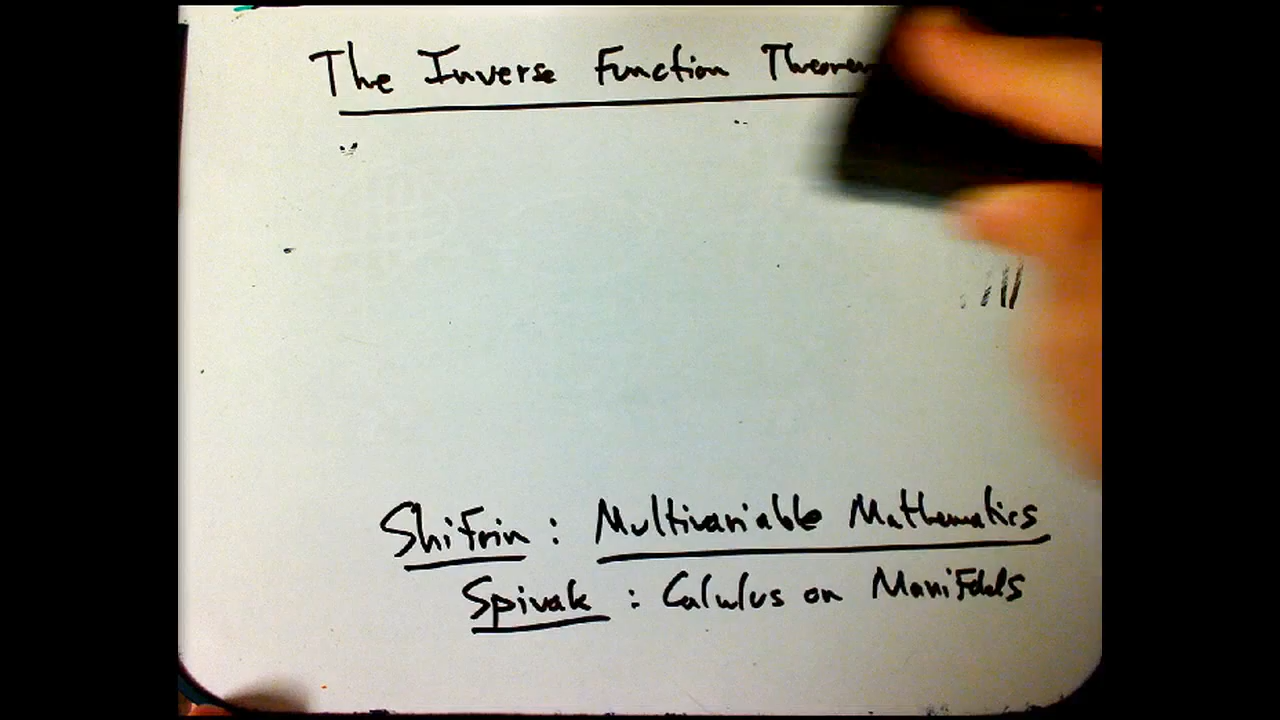 The Inverse Function Theorem
Shifrin : Multivariable Mathematics
Spivak : Calulus on Manifolds